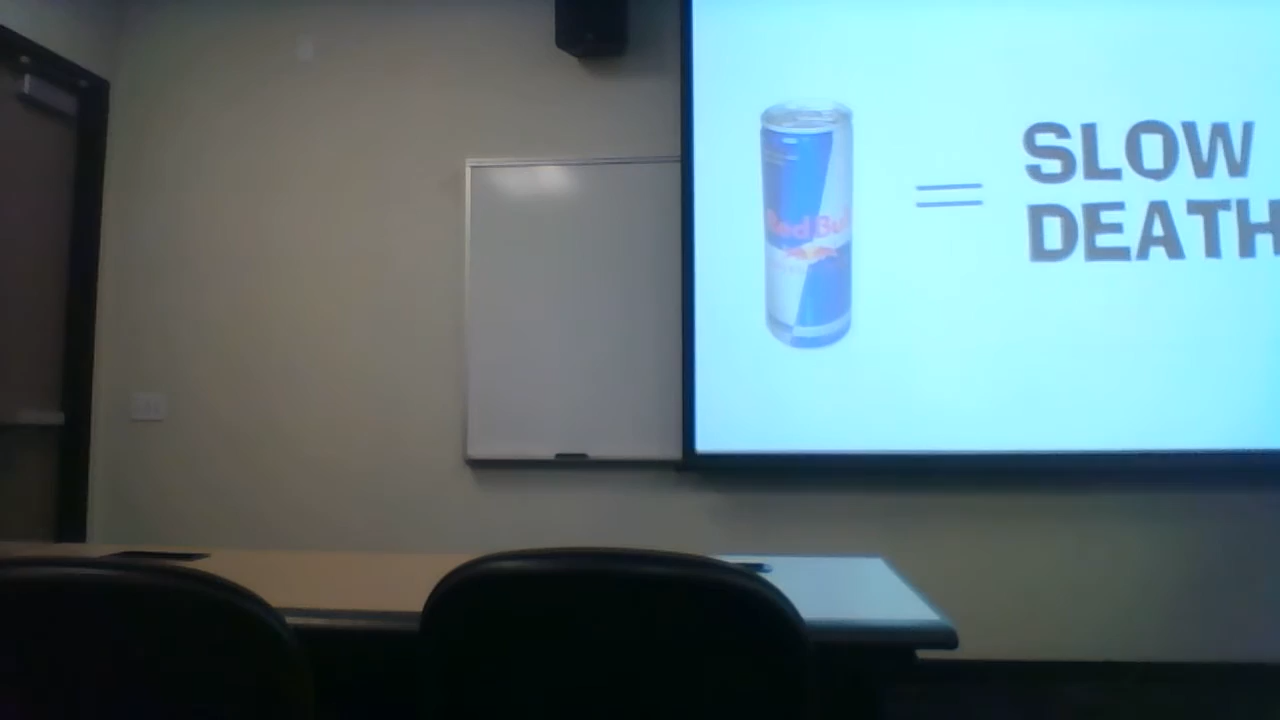 Red Bull
=
SLOW
DEATH